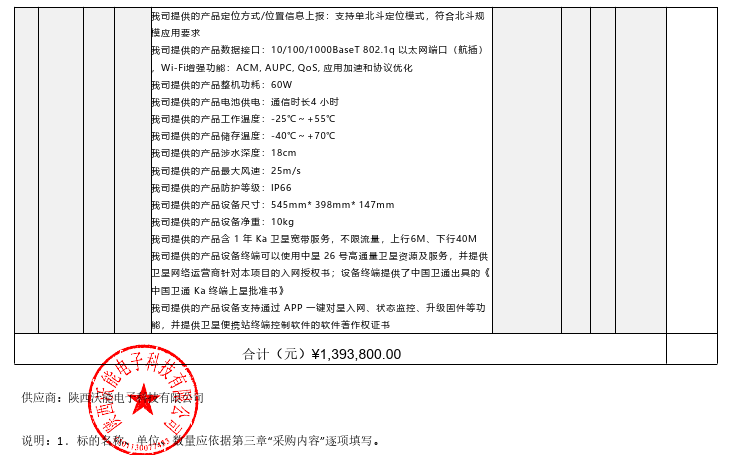 我司提供的产品定位方式/位置信息上报：支持单北斗定位模式，符合北斗规
模应用要求
我司提供的产品数据接口：10/100/1000BaseT 802.1q 以太网端口（航插）
，Wi-Fi增强功能：ACM, AUPC, QoS, 应用加速和协议优化
我司提供的产品整机功耗：60W
我司提供的产品电池供电：通信时长4 小时
我司提供的产品工作温度：-25℃ ~ +55℃
我司提供的产品储存温度：-40℃ ~ +70℃
我司提供的产品涉水深度：18cm
我司提供的产品最大风速：25m/s
我司提供的产品防护等级：IP66
我司提供的产品设备尺寸：545mm* 398mm* 147mm
我司提供的产品设备净重：10kg
我司提供的产品含 1 年 Ka 卫星宽带服务，不限流量，上行6M、下行40M
我司提供的产品设备终端可以使用中星 26 号高通量卫星资源及服务，并提供
卫星网络运营商针对本项目的入网授权书；设备终端提供了中国卫通出具的《
中国卫通 Ka 终端上星批准书》
我司提供的产品设备支持通过 APP 一键对星入网、状态监控、升级固件等功
能，并提供卫星便携站终端控制软件的软件著作权证书
合计（元）¥1,393,800.00
陕西沃能电子科技有限公司
供应商：陕西沃能电子科技有限公司
说明：1．标的名称、单位、数量应依据第三章“采购内容”逐项填写。